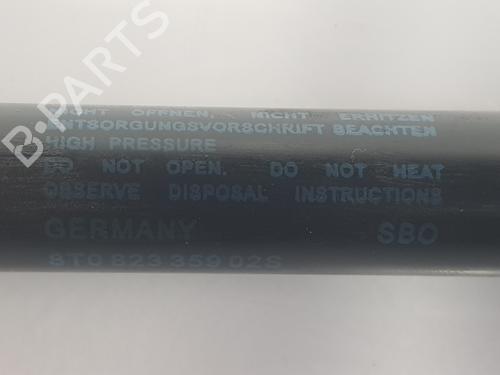 B-PARTS
NICHT ÖFFNEN, NICHT ERHITZEN
ENTSORGUNGSVORSCHRIFT BEACHTEN
HIGH PRESSURE
DO NOT OPEN. DO NOT HEAT
OBSERVE DISPOSAL INSTRUCTIONS
GERMANY SBO
8T0 823 359 02S